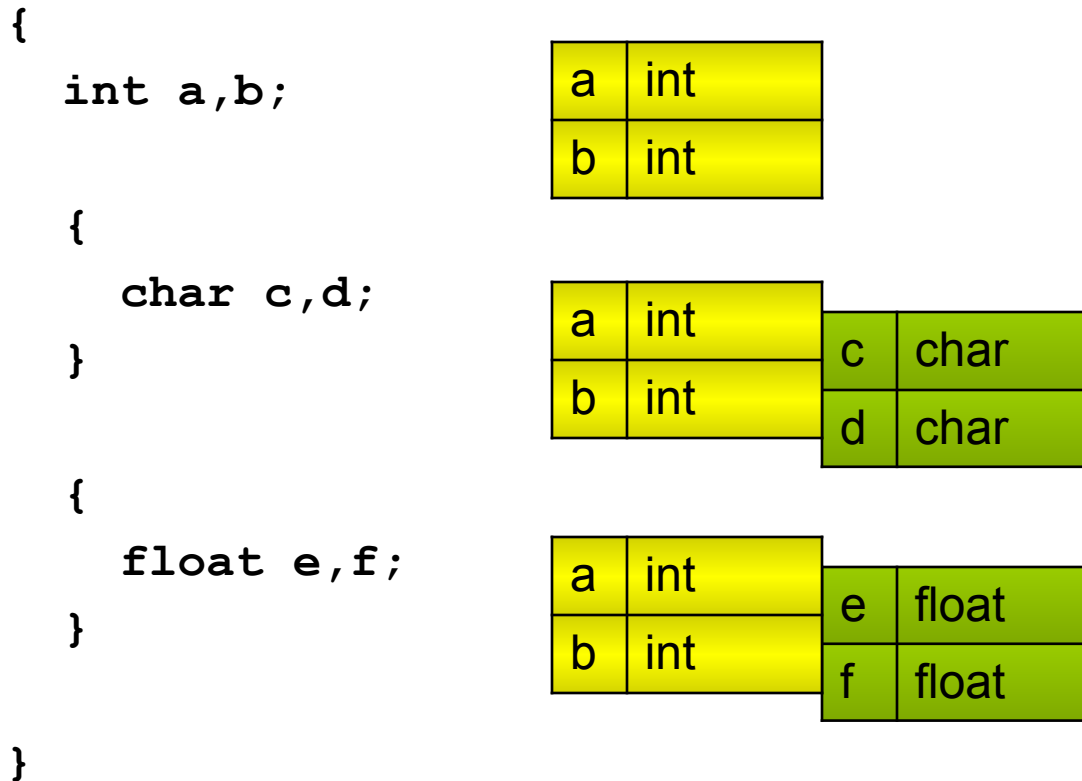 {
int a,b;
a int
b int
{
char c,d;
}
a int
b int
c char
d char
{
float e,f;
}
a int
b int
e float
f float
}